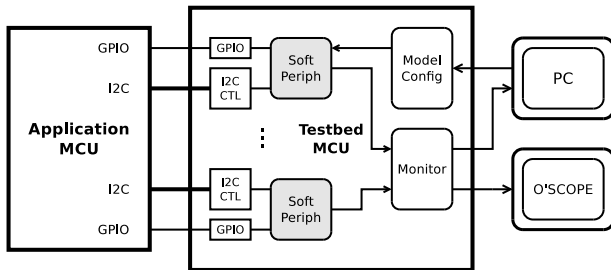 GPIO
GPIO
Soft
Periph
Model
Config
PC
I2C
I2C
CTL
Application
MCU
Testbed
MCU
Monitor
I2C
I2C
CTL
Soft
Periph
O'SCOPE
GPIO
GPIO